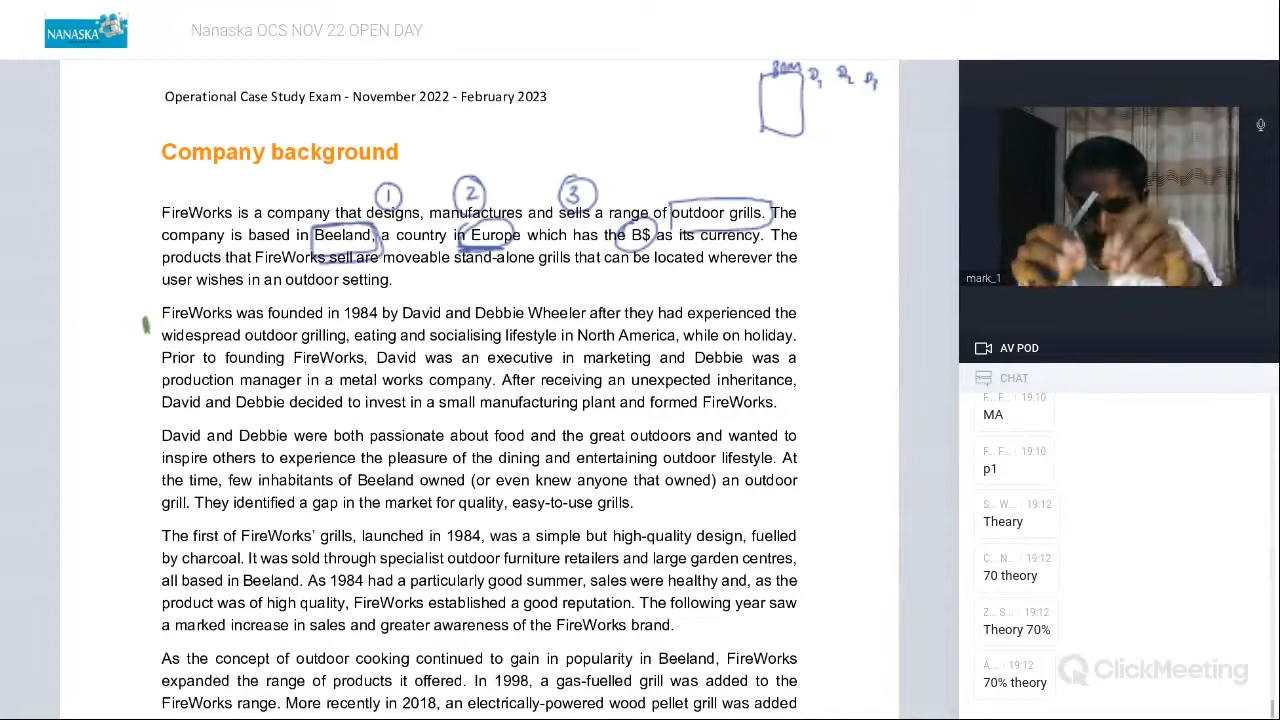 NANASKA
Nanaska OCS NOV 22 OPEN DAY
Operational Case Study Exam - November 2022 - February 2023
D1 D2 D3
Company background
1 2 3
FireWorks is a company that designs, manufactures and sells a range of outdoor grills. The
company is based in Beeland, a country in Europe which has the B$ as its currency. The
products that FireWorks sell are moveable stand-alone grills that can be located wherever the
user wishes in an outdoor setting.
FireWorks was founded in 1984 by David and Debbie Wheeler after they had experienced the
widespread outdoor grilling, eating and socialising lifestyle in North America, while on holiday.
Prior to founding FireWorks, David was an executive in marketing and Debbie was a
production manager in a metal works company. After receiving an unexpected inheritance,
David and Debbie decided to invest in a small manufacturing plant and formed FireWorks.
David and Debbie were both passionate about food and the great outdoors and wanted to
inspire others to experience the pleasure of the dining and entertaining outdoor lifestyle. At
the time, few inhabitants of Beeland owned (or even knew anyone that owned) an outdoor
grill. They identified a gap in the market for quality, easy-to-use grills.
The first of FireWorks' grills, launched in 1984, was a simple but high-quality design, fuelled
by charcoal. It was sold through specialist outdoor furniture retailers and large garden centres,
all based in Beeland. As 1984 had a particularly good summer, sales were healthy and, as the
product was of high quality, FireWorks established a good reputation. The following year saw
a marked increase in sales and greater awareness of the FireWorks brand.
As the concept of outdoor cooking continued to gain in popularity in Beeland, FireWorks
expanded the range of products it offered. In 1998, a gas-fuelled grill was added to the
FireWorks range. More recently in 2018, an electrically-powered wood pellet grill was added
mark_1
AV POD
CHAT
F... F... 19:10
MA
F... F... 19:10
p1
S... W... 19:12
Theary
C... N... 19:12
70 theory
Z... S... 19:12
Theory 70%
A... 19:12
70% theory
ClickMeeting